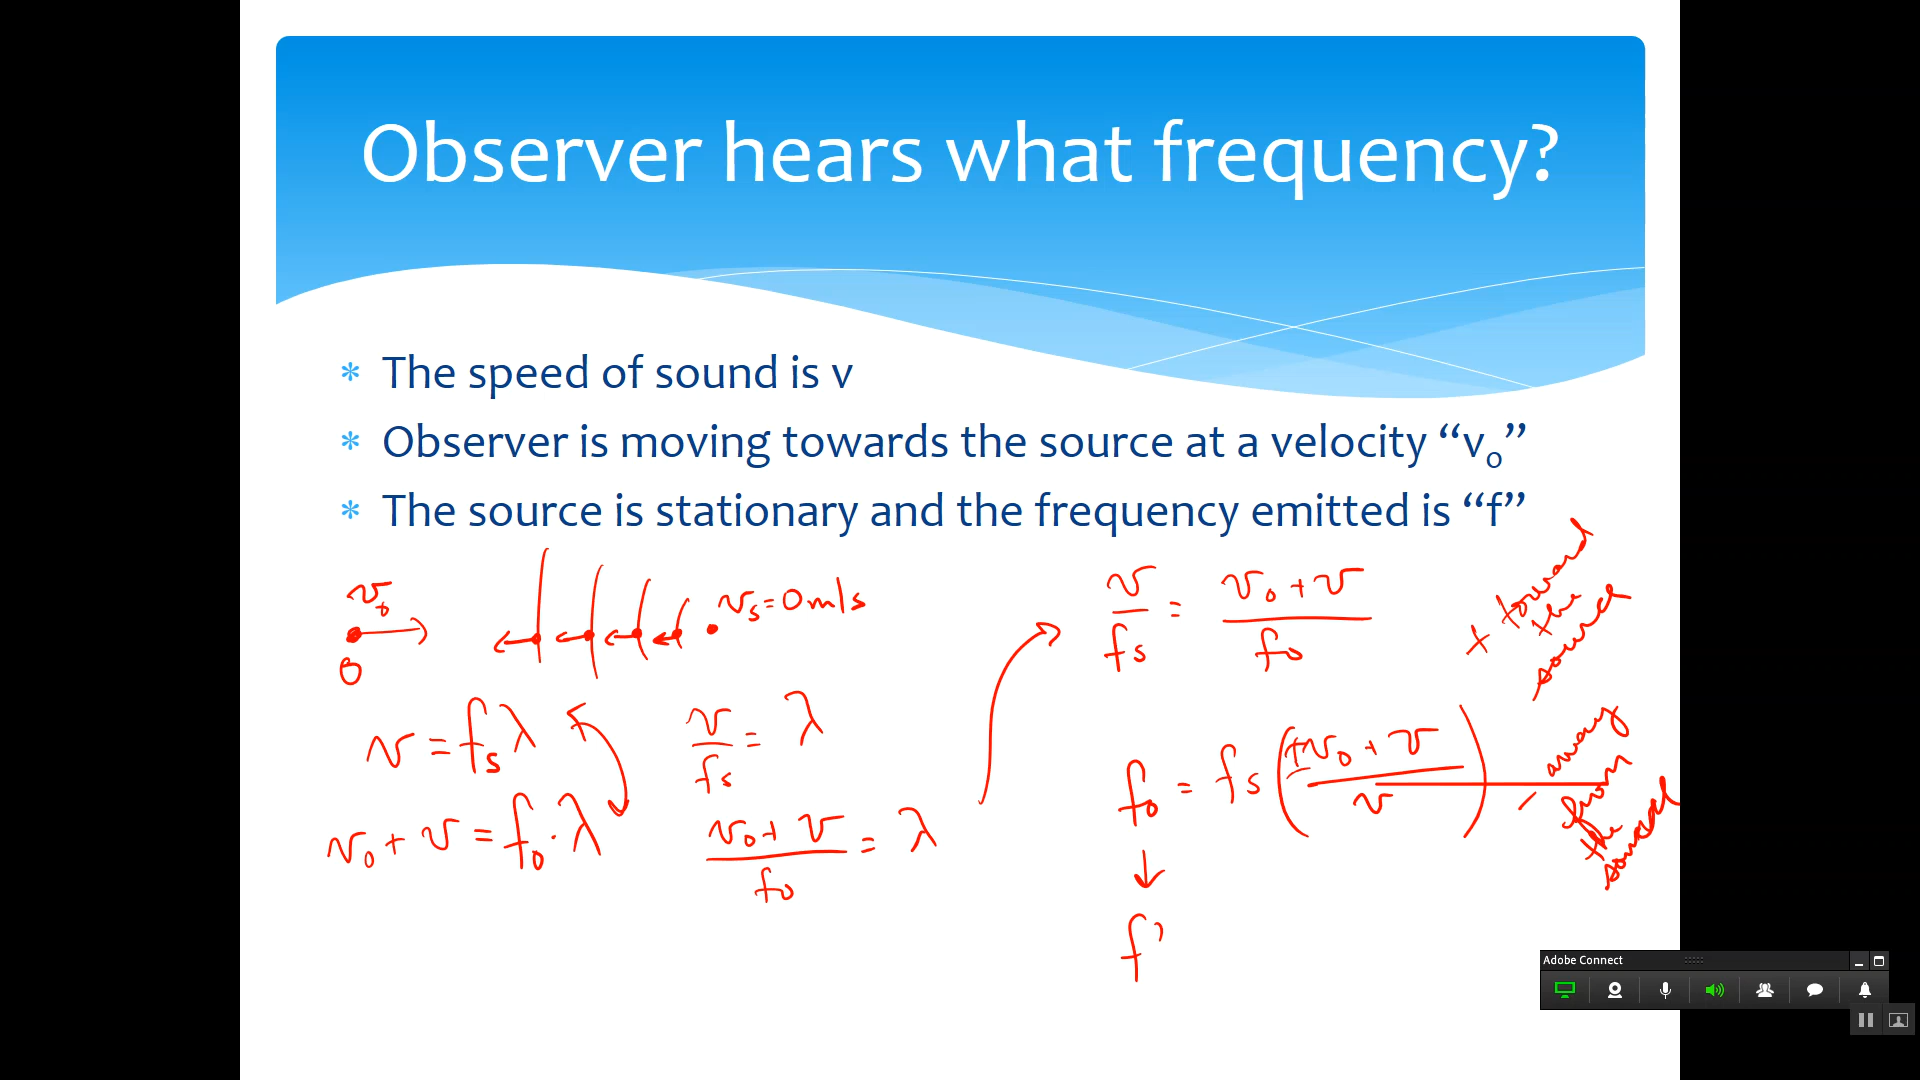 Observer hears what frequency?
* The speed of sound is v
* Observer is moving towards the source at a velocity “vₒ”
* The source is stationary and the frequency emitted is “f”
vₒ
O
vₛ = 0 m/s
v = fₛ λ
vₒ + v = fₒ · λ
v/fₛ = λ
(vₒ + v)/fₒ = λ
v/fₛ = (vₒ + v)/fₒ
fₒ = fₛ (±vₒ + v / v)
↓
f'
+ toward
the
source
- away
from
the
source
Adobe Connect